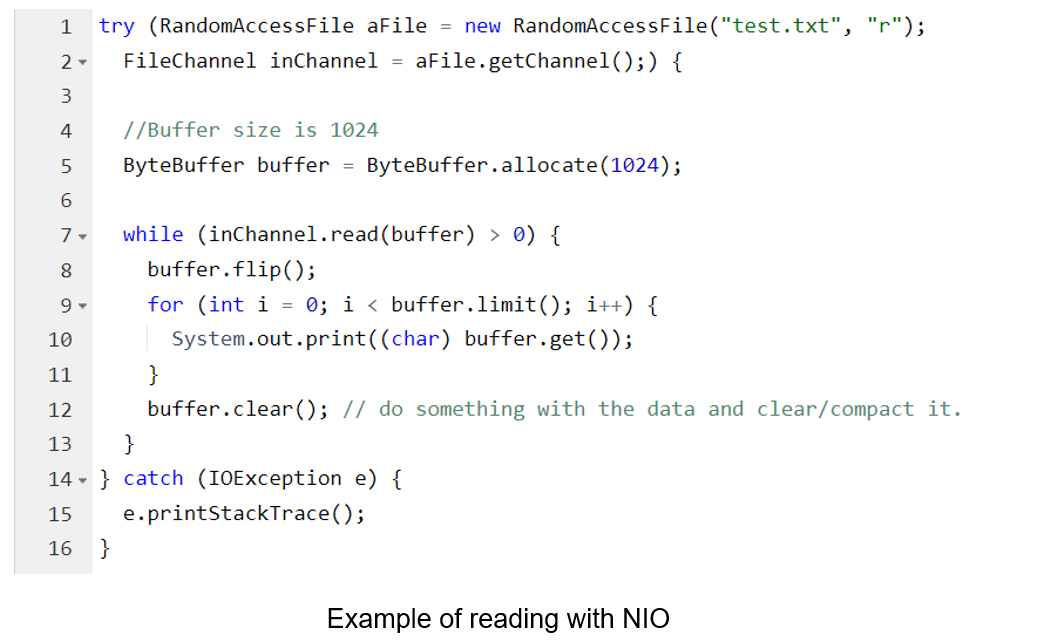 1 try (RandomAccessFile aFile = new RandomAccessFile("test.txt", "r");
2 FileChannel inChannel = aFile.getChannel();) {
3
4 //Buffer size is 1024
5 ByteBuffer buffer = ByteBuffer.allocate(1024);
6
7 while (inChannel.read(buffer) > 0) {
8 buffer.flip();
9 for (int i = 0; i < buffer.limit(); i++) {
10 System.out.print((char) buffer.get());
11 }
12 buffer.clear(); // do something with the data and clear/compact it.
13 }
14 } catch (IOException e) {
15 e.printStackTrace();
16 }
Example of reading with NIO